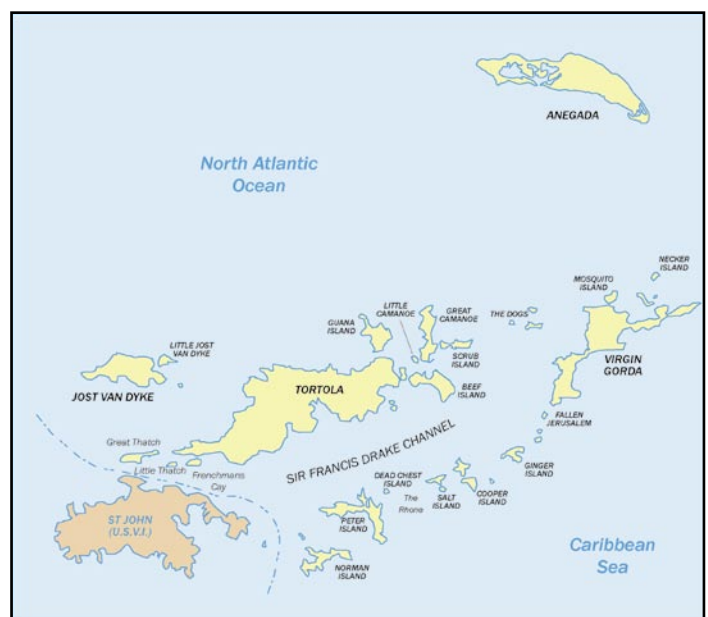 ANEGADA
North Atlantic
Ocean
NECKER
ISLAND
MOSQUITO
ISLAND
LITTLE
CAMANOE
GREAT
CAMANOE
THE DOGS
GUANA
ISLAND
LITTLE JOST
VAN DYKE
SCRUB
ISLAND
VIRGIN
GORDA
JOST VAN DYKE
TORTOLA
BEEF
ISLAND
FALLEN
JERUSALEM
Great Thatch
SIR FRANCIS DRAKE CHANNEL
Little Thatch
Frenchmans
Cay
GINGER
ISLAND
DEAD CHEST
ISLAND
The
Rhone
SALT
ISLAND
COOPER
ISLAND
ST JOHN
(U.S.V.I.)
PETER
ISLAND
Caribbean
Sea
NORMAN
ISLAND